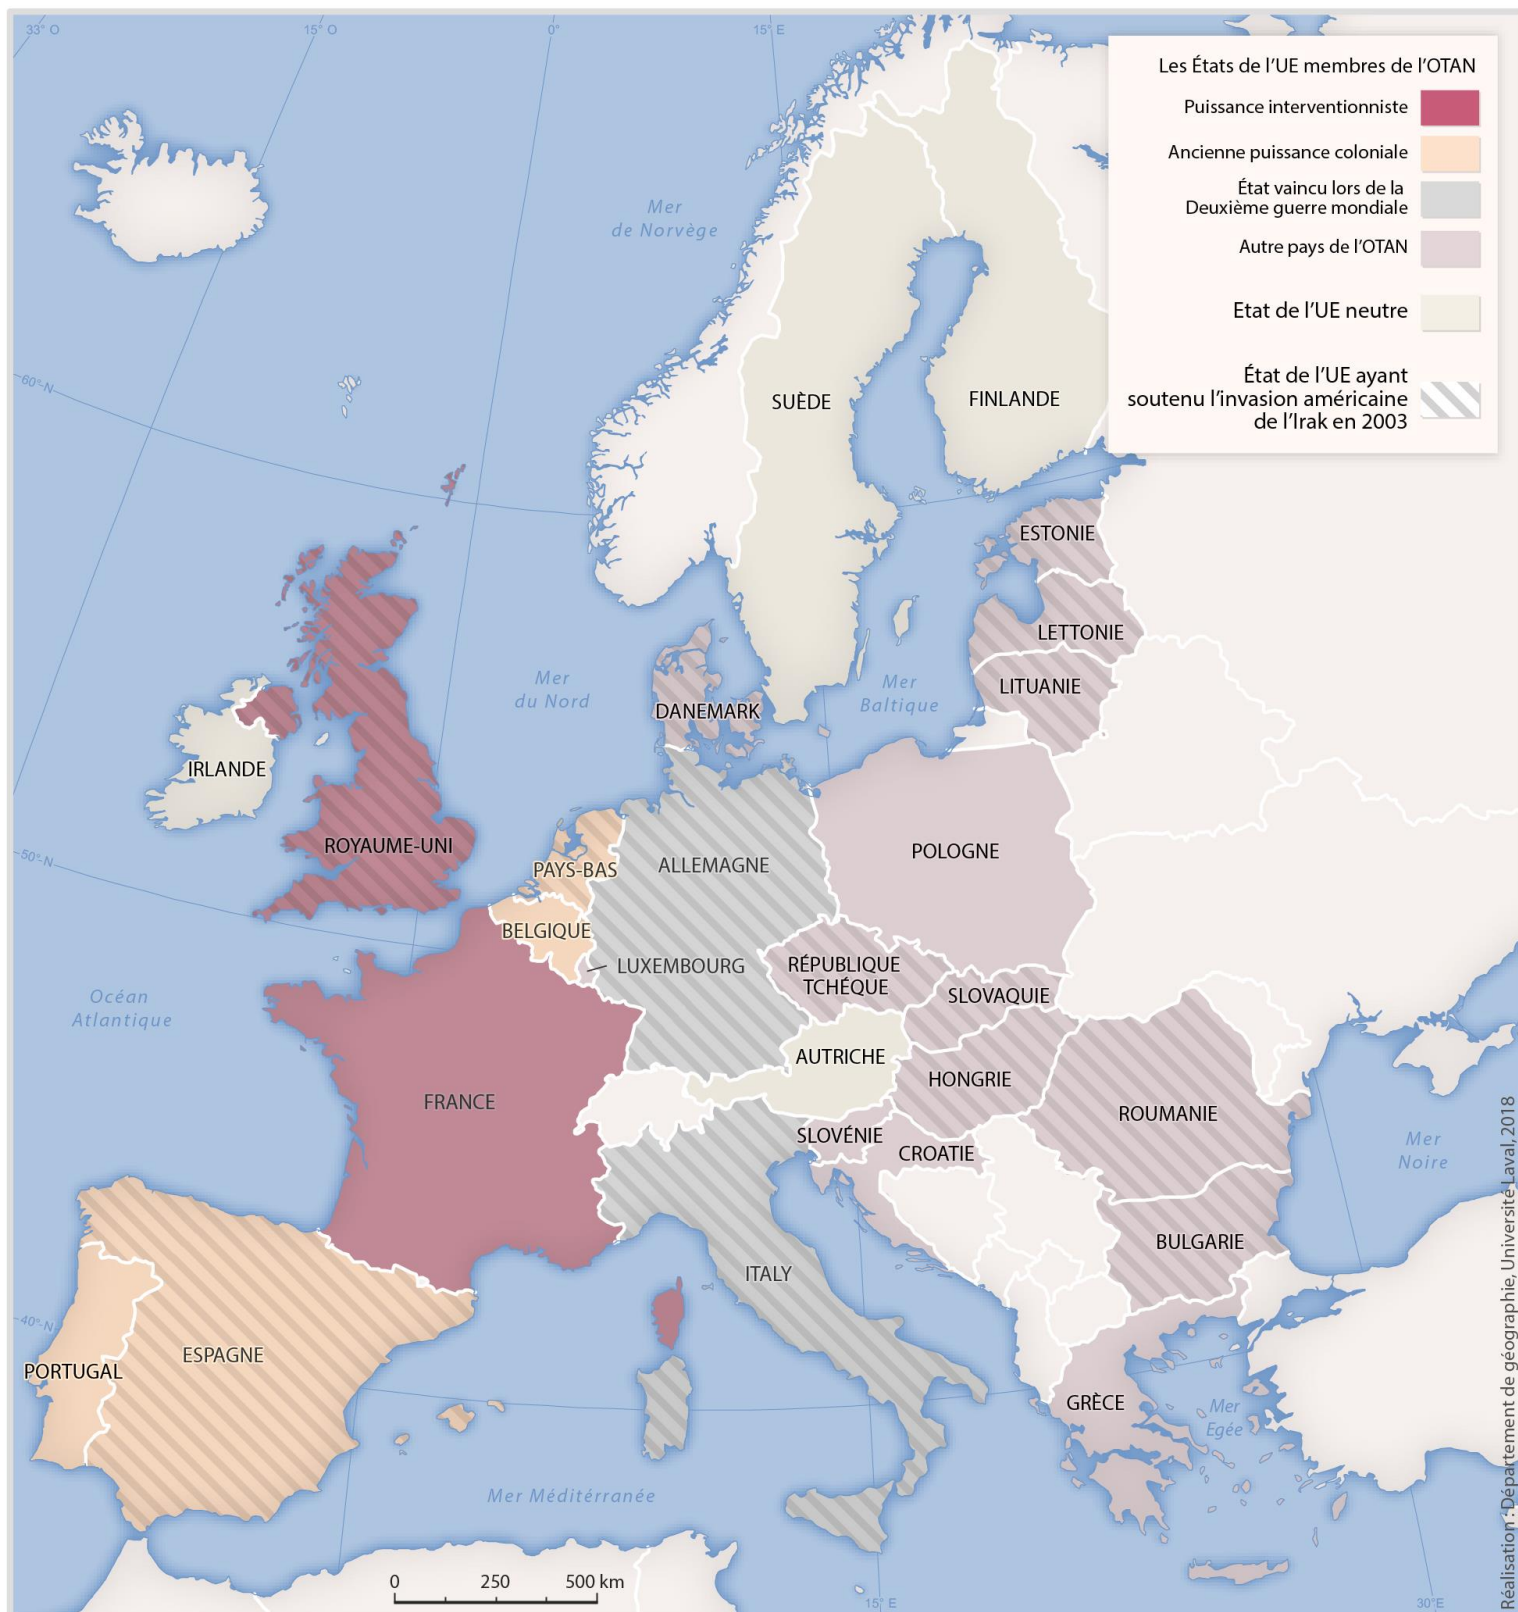 33° O
15° O
0°
15° E
Les États de l'UE membres de l'OTAN
Puissance interventionniste
Ancienne puissance coloniale
État vaincu lors de la
Deuxième guerre mondiale
Autre pays de l'OTAN
Etat de l'UE neutre
État de l'UE ayant
soutenu l'invasion américaine
de l'Irak en 2003
Mer
de Norvège
60° N
SUÈDE
FINLANDE
ESTONIE
LETTONIE
LITUANIE
Mer
du Nord
Mer
Baltique
DANEMARK
IRLANDE
ROYAUME-UNI
50° N
PAYS-BAS
ALLEMAGNE
POLOGNE
BELGIQUE
LUXEMBOURG
RÉPUBLIQUE
TCHÉQUE
SLOVAQUIE
Océan
Atlantique
AUTRICHE
HONGRIE
FRANCE
ROUMANIE
SLOVÉNIE
CROATIE
Mer
Noire
BULGARIE
ITALY
40° N
ESPAGNE
PORTUGAL
GRÈCE
Mer
Egée
Mer Méditérranée
0 250 500 km
15° E
30°E
Réalisation : Département de géographie, Université Laval, 2018